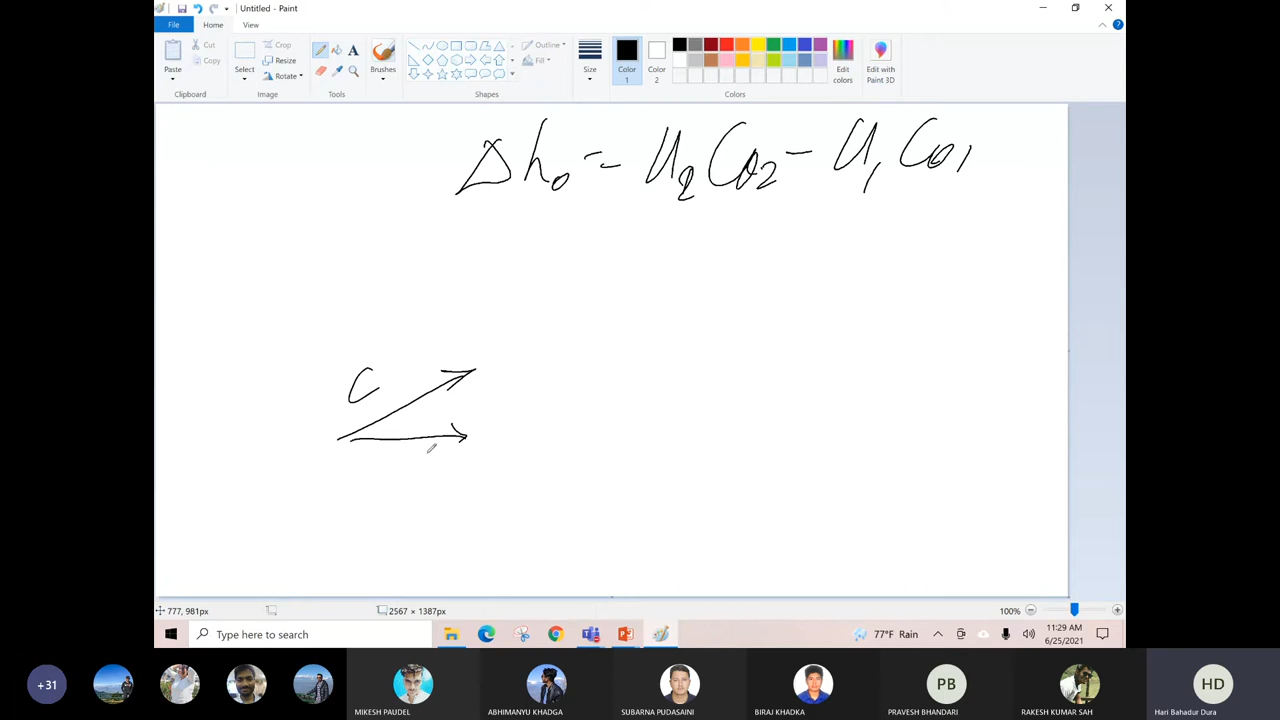 Untitled - Paint
File Home View
Cut
Copy
Paste
Clipboard
Crop
Resize
Rotate
Select
Image
Tools
Brushes
Outline
Fill
Shapes
Size
Color 1
Color 2
Edit colors
Edit with Paint 3D
Colors
Δh₀ = U₂Cθ₂ - U₁Cθ₁
C
777, 981px
2567 × 1387px
100%
Type here to search
77°F Rain
11:29 AM
6/25/2021
+31
MIKESH PAUDEL
ABHIMANYU KHADGA
SUBARNA PUDASAINI
BIRAJ KHADKA
PB
PRAVESH BHANDARI
RAKESH KUMAR SAH
HD
Hari Bahadur Dura